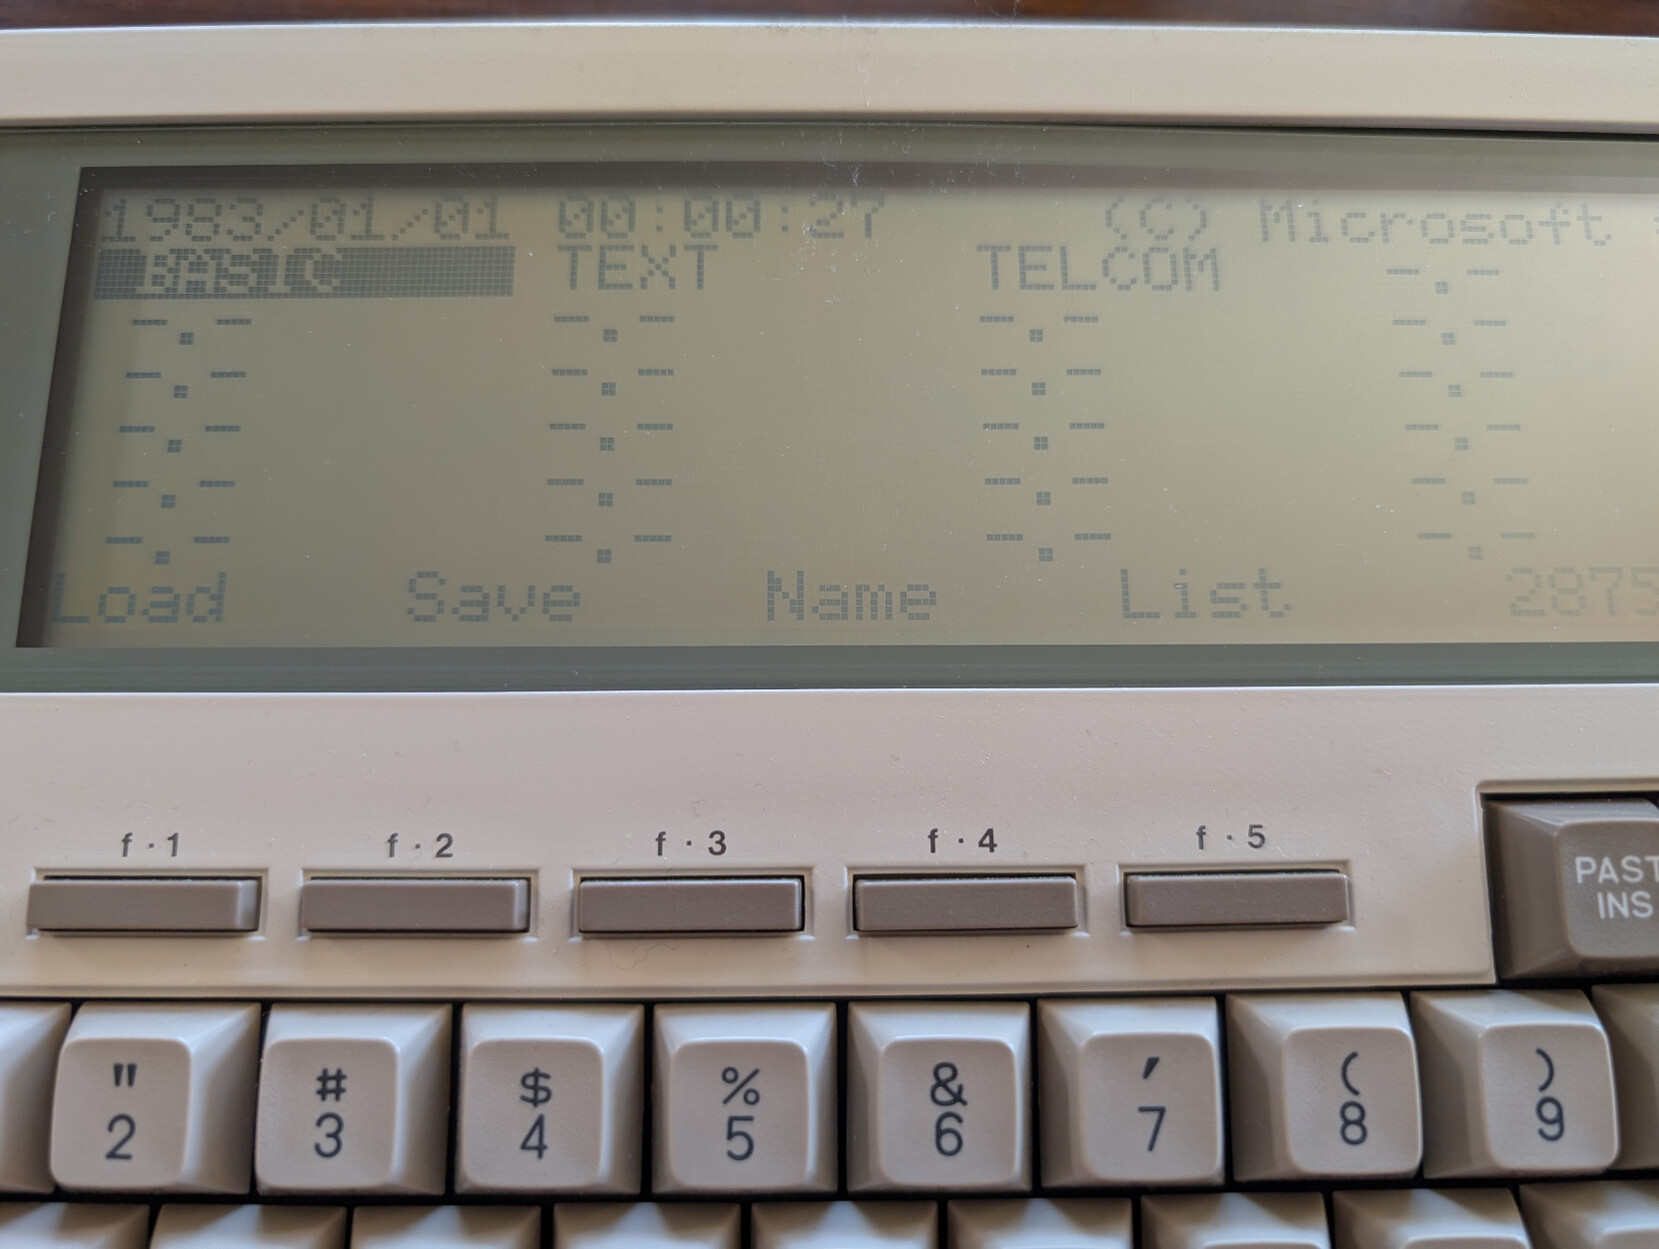 1983/01/01 00:00:27 (C) Microsoft
BASIC TEXT TELCOM -.-
-.- -.- -.- -.-
-.- -.- -.- -.-
-.- -.- -.- -.-
-.- -.- -.- -.-
-.- -.- -.- -.-
Load Save Name List 2875
f·1 f·2 f·3 f·4 f·5
PAST
INS
" # $ % & ' ( )
2 3 4 5 6 7 8 9